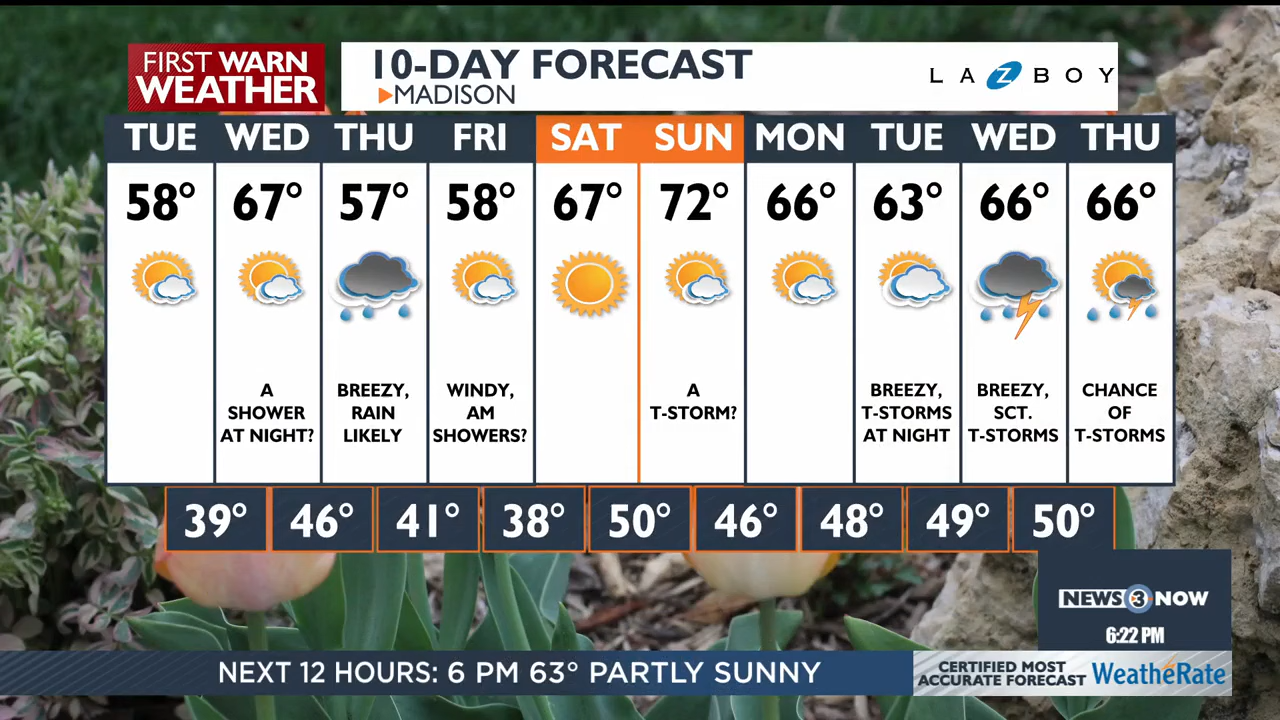 FIRST WARN
WEATHER
10-DAY FORECAST
MADISON
LA Z BOY
TUE WED THU FRI SAT SUN MON TUE WED THU
58° 67° 57° 58° 67° 72° 66° 63° 66° 66°
A
SHOWER
AT NIGHT?
BREEZY,
RAIN
LIKELY
WINDY,
AM
SHOWERS?
A
T-STORM?
BREEZY,
T-STORMS
AT NIGHT
BREEZY,
SCT.
T-STORMS
CHANCE
OF
T-STORMS
39° 46° 41° 38° 50° 46° 48° 49° 50°
NEWS 3 NOW
6:22 PM
NEXT 12 HOURS: 6 PM 63° PARTLY SUNNY
CERTIFIED MOST
ACCURATE FORECAST
WeatheRate